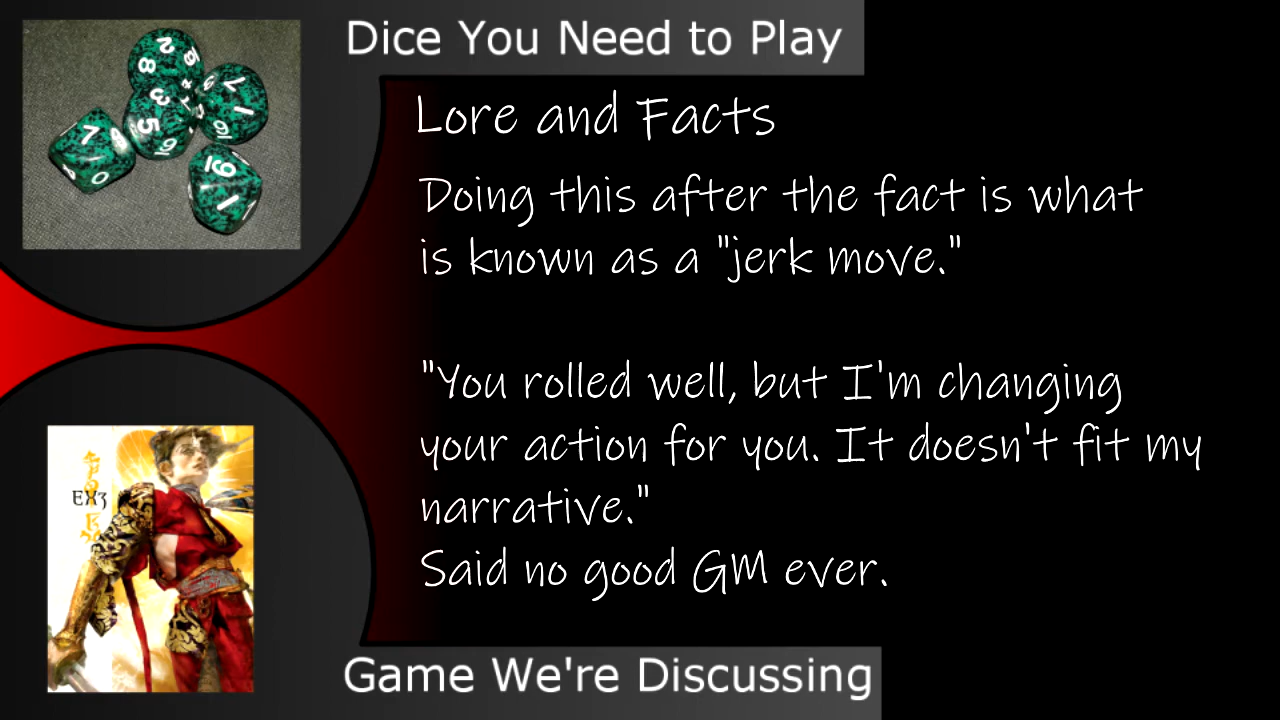 Dice You Need to Play
Lore and Facts
Doing this after the fact is what
is known as a "jerk move."
"You rolled well, but I'm changing
your action for you. It doesn't fit my
narrative."
Said no good GM ever.
EX3
Game We're Discussing